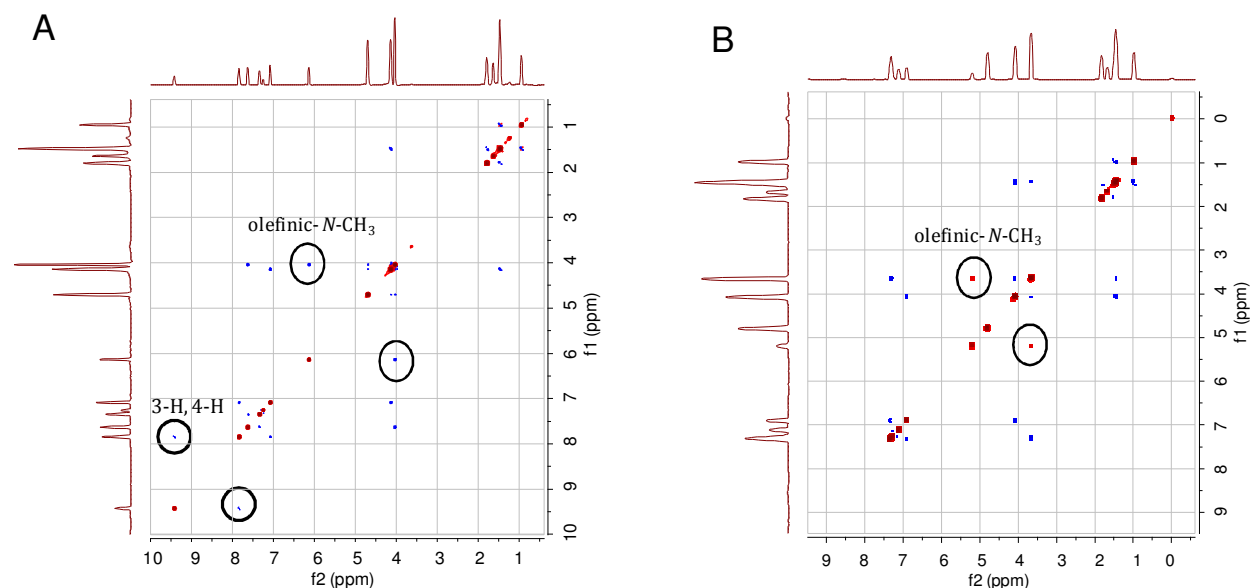 A
olefinic-N-CH₃
3-H, 4-H
1
2
3
4
5
6
7
8
9
10
f1 (ppm)
10 9 8 7 6 5 4 3 2 1
f2 (ppm)
B
olefinic-N-CH₃
0
1
2
3
4
5
6
7
8
9
f1 (ppm)
9 8 7 6 5 4 3 2 1 0
f2 (ppm)